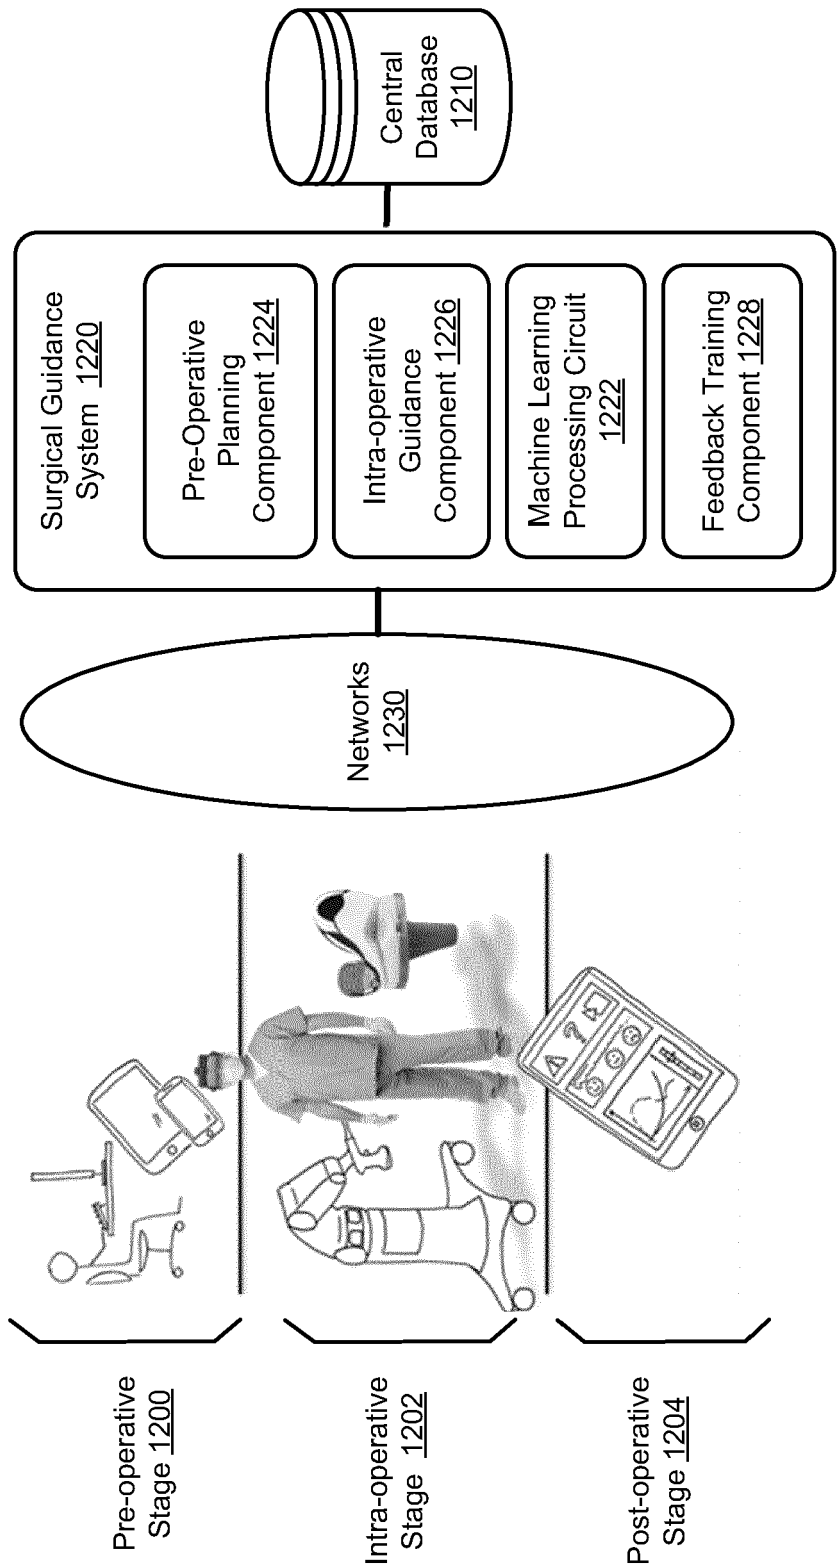 Pre-operative
Stage 1200
Intra-operative
Stage 1202
Post-operative
Stage 1204
Networks
1230
Surgical Guidance
System 1220
Pre-Operative
Planning
Component 1224
Intra-operative
Guidance
Component 1226
Machine Learning
Processing Circuit
1222
Feedback Training
Component 1228
Central
Database
1210
?